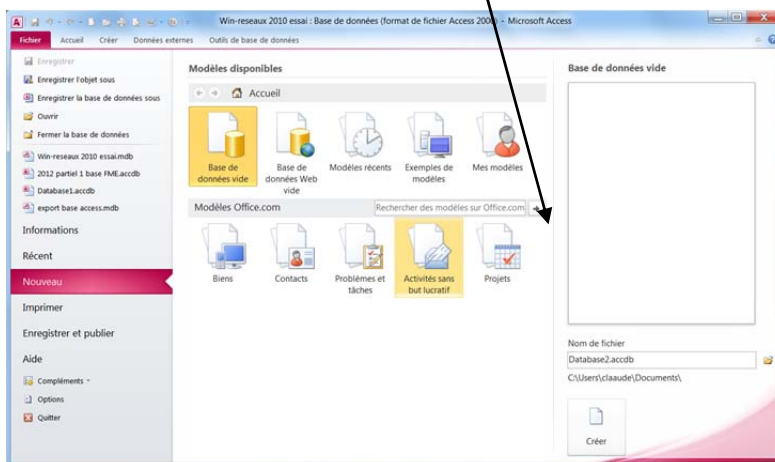 Win-reseaux 2010 essai : Base de données (format de fichier Access 2000) - Microsoft Access
Fichier Accueil Créer Données externes Outils de base de données
Enregistrer
Enregistrer l'objet sous
Enregistrer la base de données sous
Ouvrir
Fermer la base de données
Win-reseaux 2010 essai.mdb
2012 partiel 1 base FME.accdb
Database1.accdb
export base access.mdb
Informations
Récent
Nouveau
Imprimer
Enregistrer et publier
Aide
Compléments
Options
Quitter
Modèles disponibles
Accueil
Base de données vide
Base de données Web vide
Modèles récents
Exemples de modèles
Mes modèles
Modèles Office.com
Rechercher des modèles sur Office.com
Biens
Contacts
Problèmes et tâches
Activités sans but lucratif
Projets
Base de données vide
Nom de fichier
Database2.accdb
C:\Users\claaude\Documents\
Créer